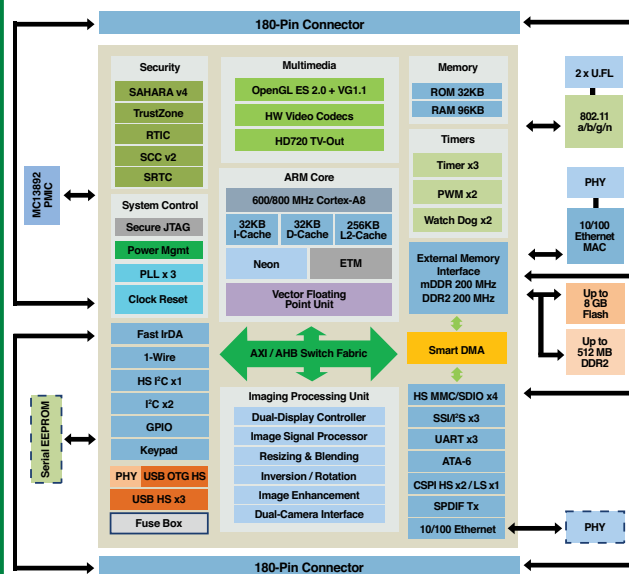 180-Pin Connector
Security
SAHARA v4
TrustZone
RTIC
SCC v2
SRTC
System Control
Secure JTAG
Power Mgmt
PLL x 3
Clock Reset
Fast IrDA
1-Wire
HS I²C x1
I²C x2
GPIO
Keypad
PHY
USB OTG HS
USB HS x3
Fuse Box
Multimedia
OpenGL ES 2.0 + VG1.1
HW Video Codecs
HD720 TV-Out
ARM Core
600/800 MHz Cortex-A8
32KB
I-Cache
32KB
D-Cache
256KB
L2-Cache
Neon
ETM
Vector Floating
Point Unit
AXI / AHB Switch Fabric
Imaging Processing Unit
Dual-Display Controller
Image Signal Processor
Resizing & Blending
Inversion / Rotation
Image Enhancement
Dual-Camera Interface
Memory
ROM 32KB
RAM 96KB
Timers
Timer x3
PWM x2
Watch Dog x2
External Memory
Interface
mDDR 200 MHz
DDR2 200 MHz
Smart DMA
HS MMC/SDIO x4
SSI/I²S x3
UART x3
ATA-6
CSPI HS x2 / LS x1
SPDIF Tx
10/100 Ethernet
MC13892
PMIC
Serial EEPROM
2 x U.FL
802.11
a/b/g/n
PHY
10/100
Ethernet
MAC
Up to
8 GB
Flash
Up to
512 MB
DDR2
PHY
180-Pin Connector